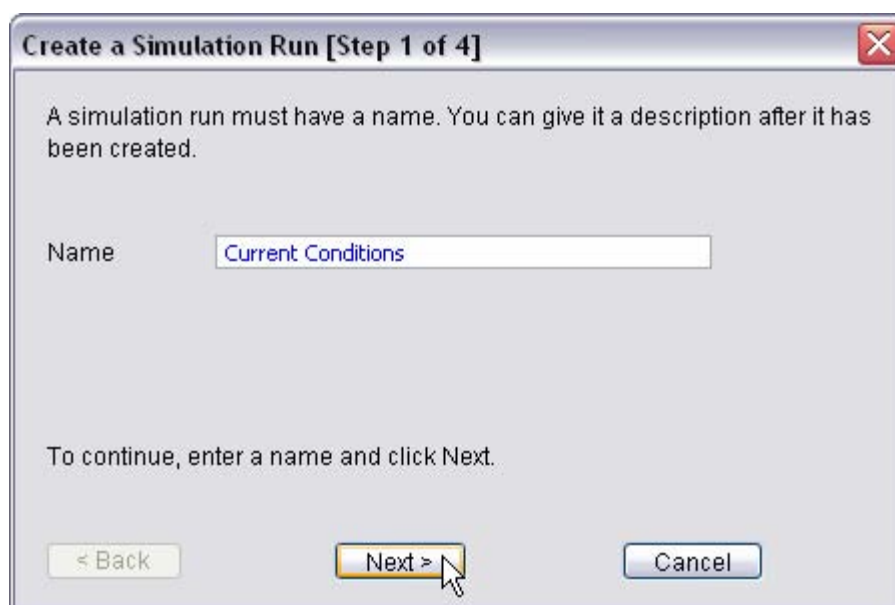 Create a Simulation Run [Step 1 of 4]
A simulation run must have a name. You can give it a description after it has
been created.
Name Current Conditions
To continue, enter a name and click Next.
< Back Next > Cancel